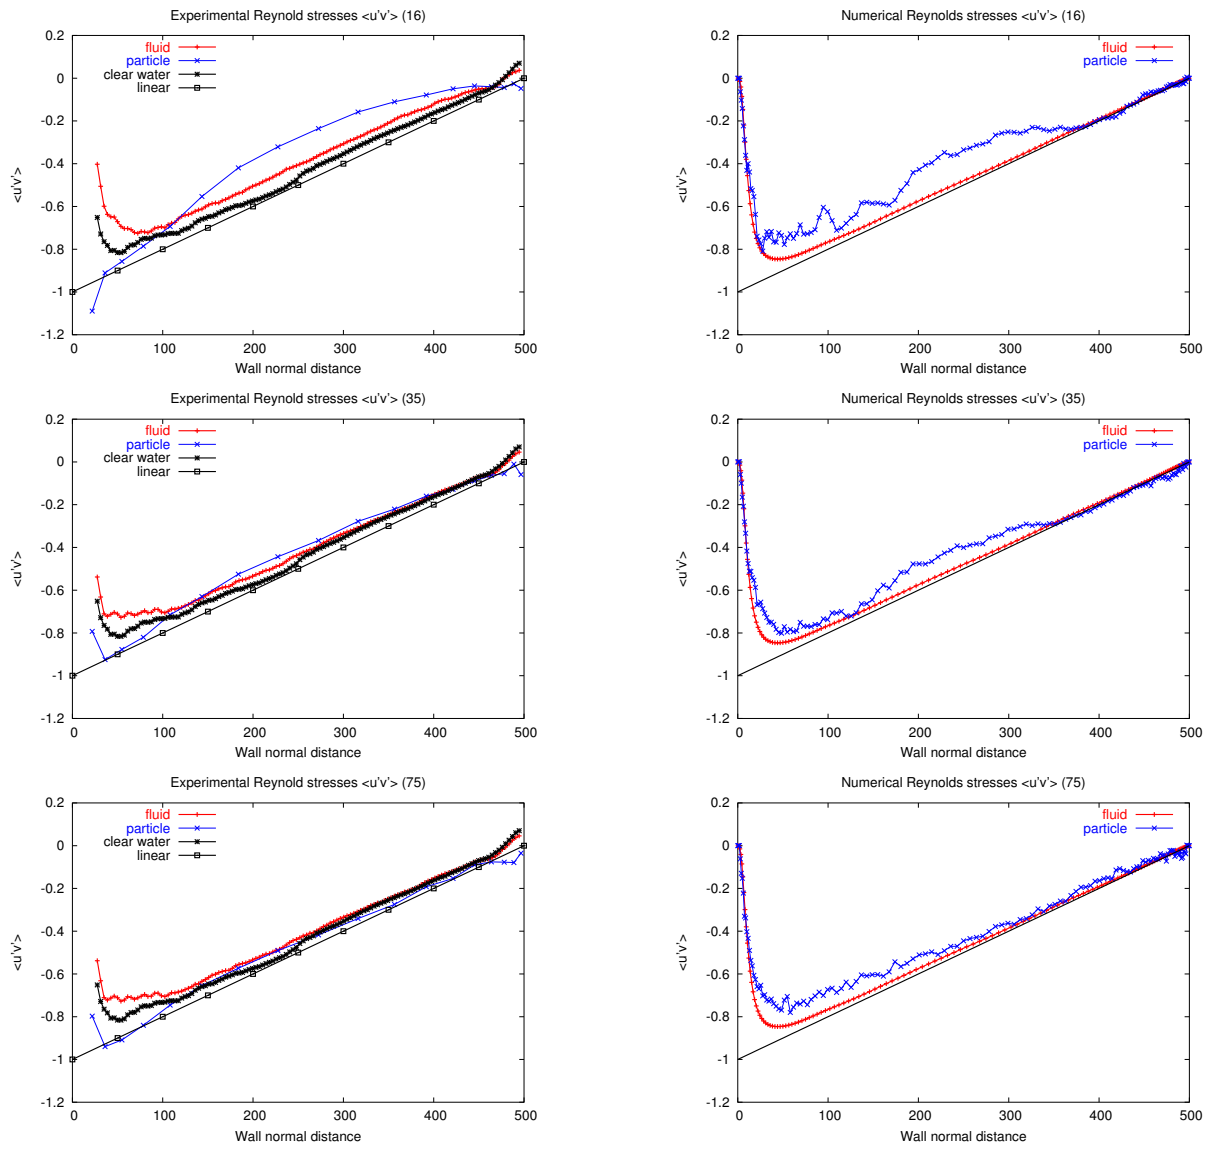 Experimental Reynold stresses <u'v'> (16)
0.2
0
-0.2
-0.4
-0.6
-0.8
-1
-1.2
<u'v'>
fluid
particle
clear water
linear
0 100 200 300 400 500
Wall normal distance
Numerical Reynolds stresses <u'v'> (16)
0.2
0
-0.2
-0.4
-0.6
-0.8
-1
-1.2
<u'v'>
fluid
particle
0 100 200 300 400 500
Wall normal distance
Experimental Reynold stresses <u'v'> (35)
0.2
0
-0.2
-0.4
-0.6
-0.8
-1
-1.2
<u'v'>
fluid
particle
clear water
linear
0 100 200 300 400 500
Wall normal distance
Numerical Reynolds stresses <u'v'> (35)
0.2
0
-0.2
-0.4
-0.6
-0.8
-1
-1.2
<u'v'>
fluid
particle
0 100 200 300 400 500
Wall normal distance
Experimental Reynold stresses <u'v'> (75)
0.2
0
-0.2
-0.4
-0.6
-0.8
-1
-1.2
<u'v'>
fluid
particle
clear water
linear
0 100 200 300 400 500
Wall normal distance
Numerical Reynolds stresses <u'v'> (75)
0.2
0
-0.2
-0.4
-0.6
-0.8
-1
-1.2
<u'v'>
fluid
particle
0 100 200 300 400 500
Wall normal distance